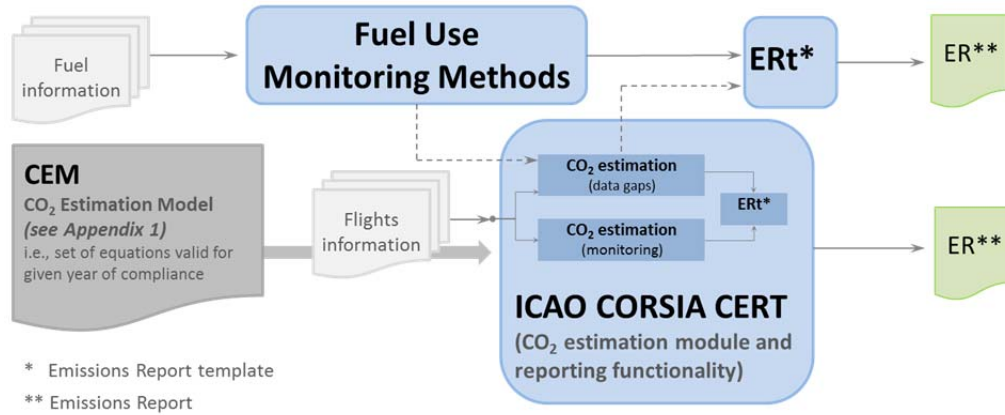 Fuel
information
Fuel Use
Monitoring Methods
ERt*
ER**
CEM
CO₂ Estimation Model
(see Appendix 1)
i.e., set of equations valid for
given year of compliance
Flights
information
CO₂ estimation
(data gaps)
CO₂ estimation
(monitoring)
ERt*
ICAO CORSIA CERT
(CO₂ estimation module and
reporting functionality)
ER**
* Emissions Report template
** Emissions Report